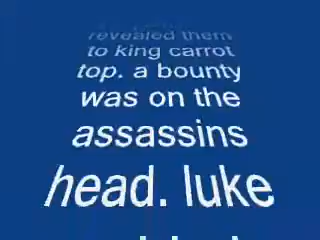 revealed them
to king carrot
top. a bounty
was on the
assassins
head. luke